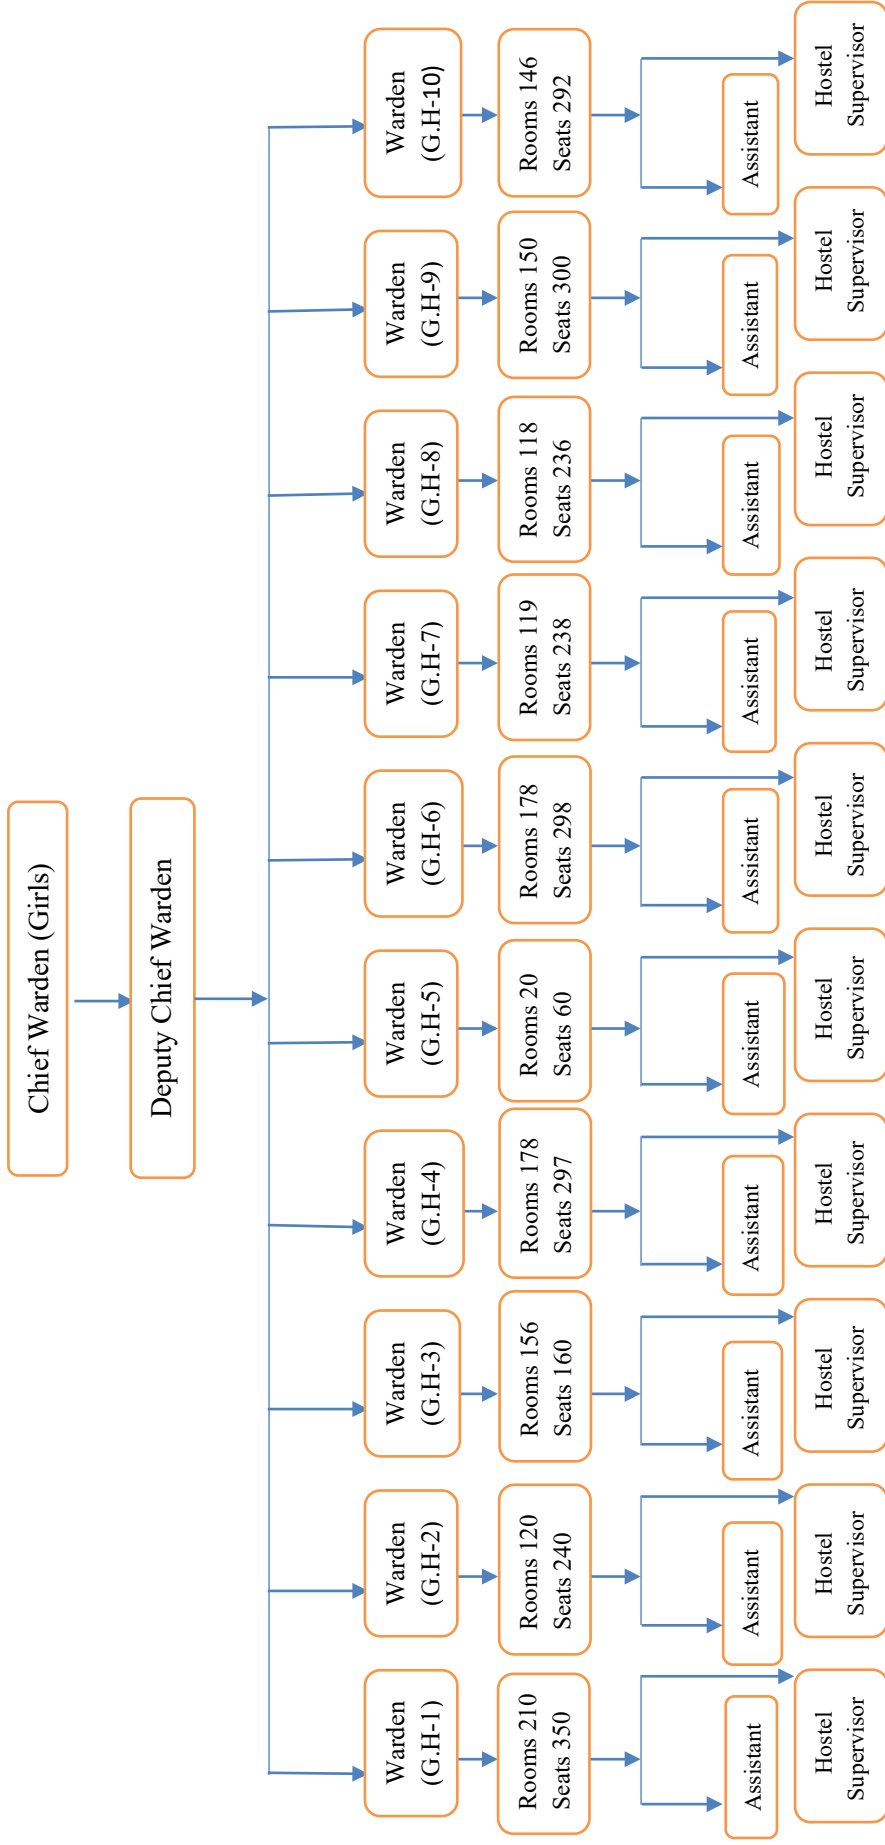 Chief Warden (Girls)
Deputy Chief Warden
Warden
(G.H-1)
Warden
(G.H-2)
Warden
(G.H-3)
Warden
(G.H-4)
Warden
(G.H-5)
Warden
(G.H-6)
Warden
(G.H-7)
Warden
(G.H-8)
Warden
(G.H-9)
Warden
(G.H-10)
Rooms 210
Seats 350
Rooms 120
Seats 240
Rooms 156
Seats 160
Rooms 178
Seats 297
Rooms 20
Seats 60
Rooms 178
Seats 298
Rooms 119
Seats 238
Rooms 118
Seats 236
Rooms 150
Seats 300
Rooms 146
Seats 292
Assistant
Assistant
Assistant
Assistant
Assistant
Assistant
Assistant
Assistant
Assistant
Assistant
Hostel
Supervisor
Hostel
Supervisor
Hostel
Supervisor
Hostel
Supervisor
Hostel
Supervisor
Hostel
Supervisor
Hostel
Supervisor
Hostel
Supervisor
Hostel
Supervisor
Hostel
Supervisor